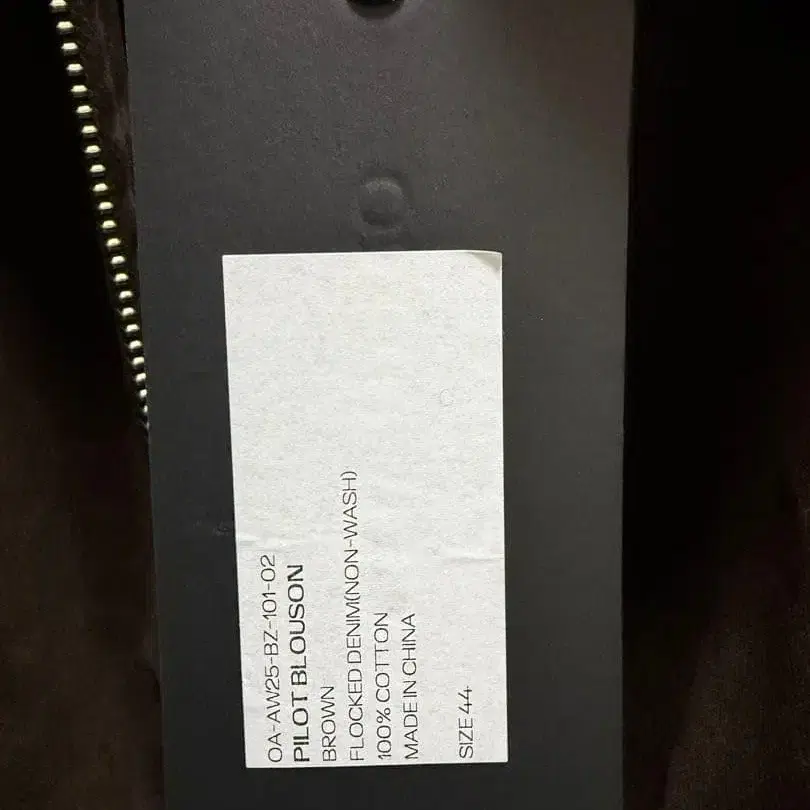 OA-AW25-BZ-101-02
PILOT BLOUSON
BROWN
FLOCKED DENIM(NON-WASH)
100% COTTON
MADE IN CHINA
SIZE 44